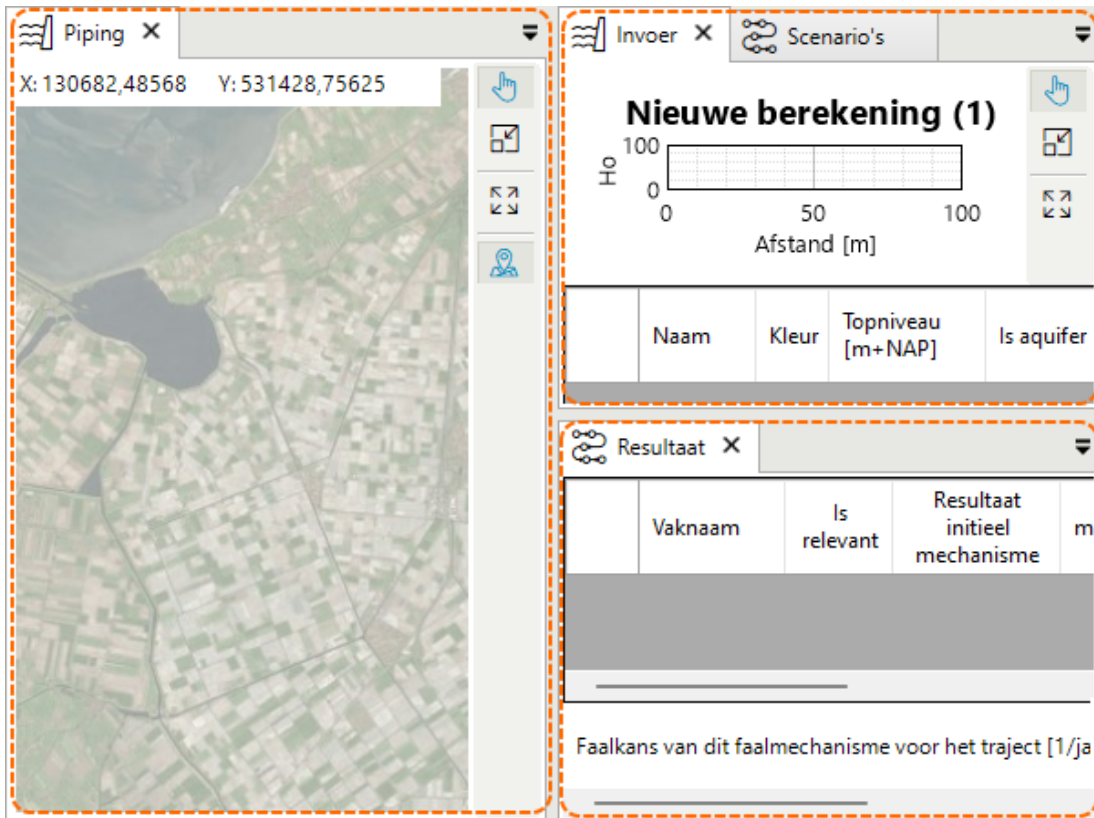 Piping
X: 130682,48568 Y: 531428,75625
Invoer Scenario's
Nieuwe berekening (1)
Ho
100
0
0 50 100
Afstand [m]
Naam Kleur Topniveau [m+NAP] Is aquifer
Resultaat
Vaknaam Is relevant Resultaat initieel mechanisme m
Faalkans van dit faalmechanisme voor het traject [1/ja